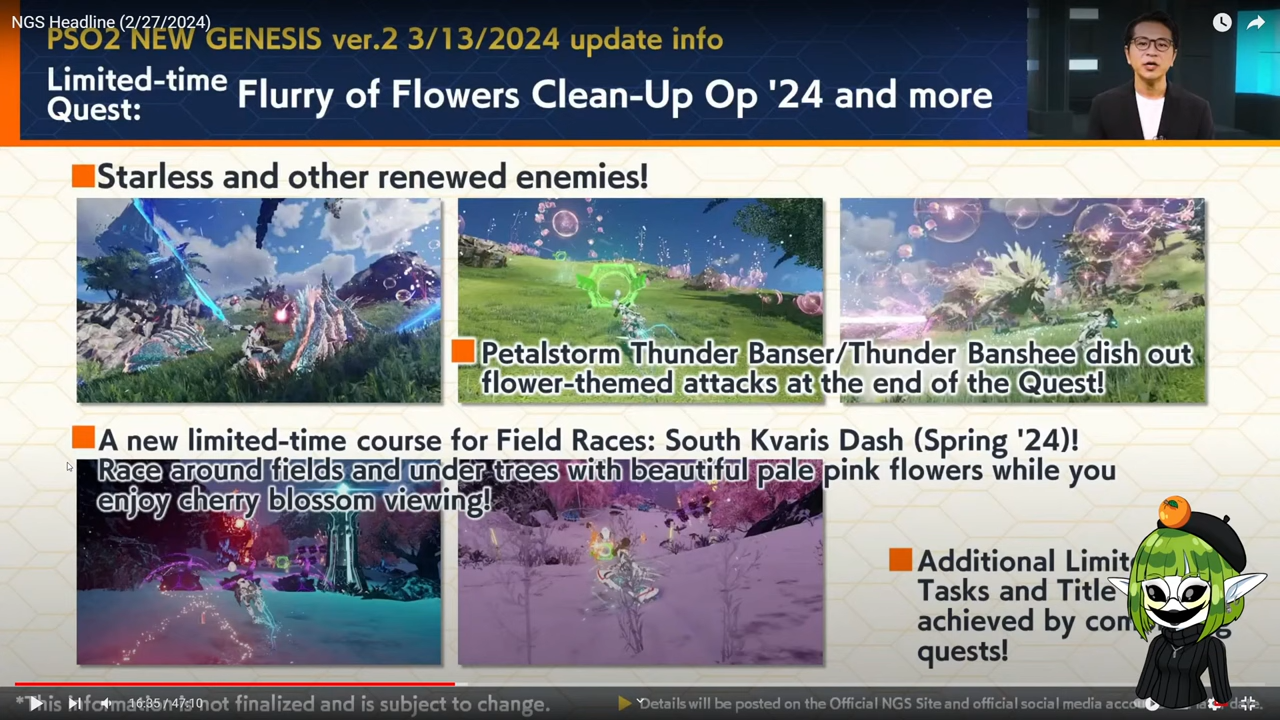 NGS Headline (2/27/2024)
PSO2 NEW GENESIS ver.2 3/13/2024 update info
Limited-time
Quest:
Flurry of Flowers Clean-Up Op '24 and more
Starless and other renewed enemies!
Petalstorm Thunder Banser/Thunder Banshee dish out
flower-themed attacks at the end of the Quest!
A new limited-time course for Field Races: South Kvaris Dash (Spring '24)!
Race around fields and under trees with beautiful pale pink flowers while you
enjoy cherry blossom viewing!
Additional
Tasks and Title
achieved by
quests!
16:35 / 47:10
*This information is not finalized and is subject to change.
Details will be posted on the Official NGS Site and official social media date.